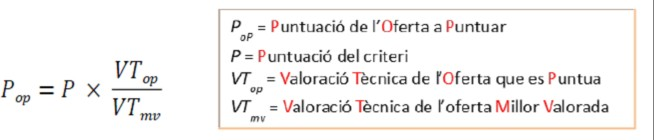 P_op = P × VT_op / VT_mv
P_oP = Puntuació de l'Oferta a Puntuar
P = Puntuació del criteri
VT_op = Valoració Tècnica de l'Oferta que es Puntua
VT_mv = Valoració Tècnica de l'oferta Millor Valorada